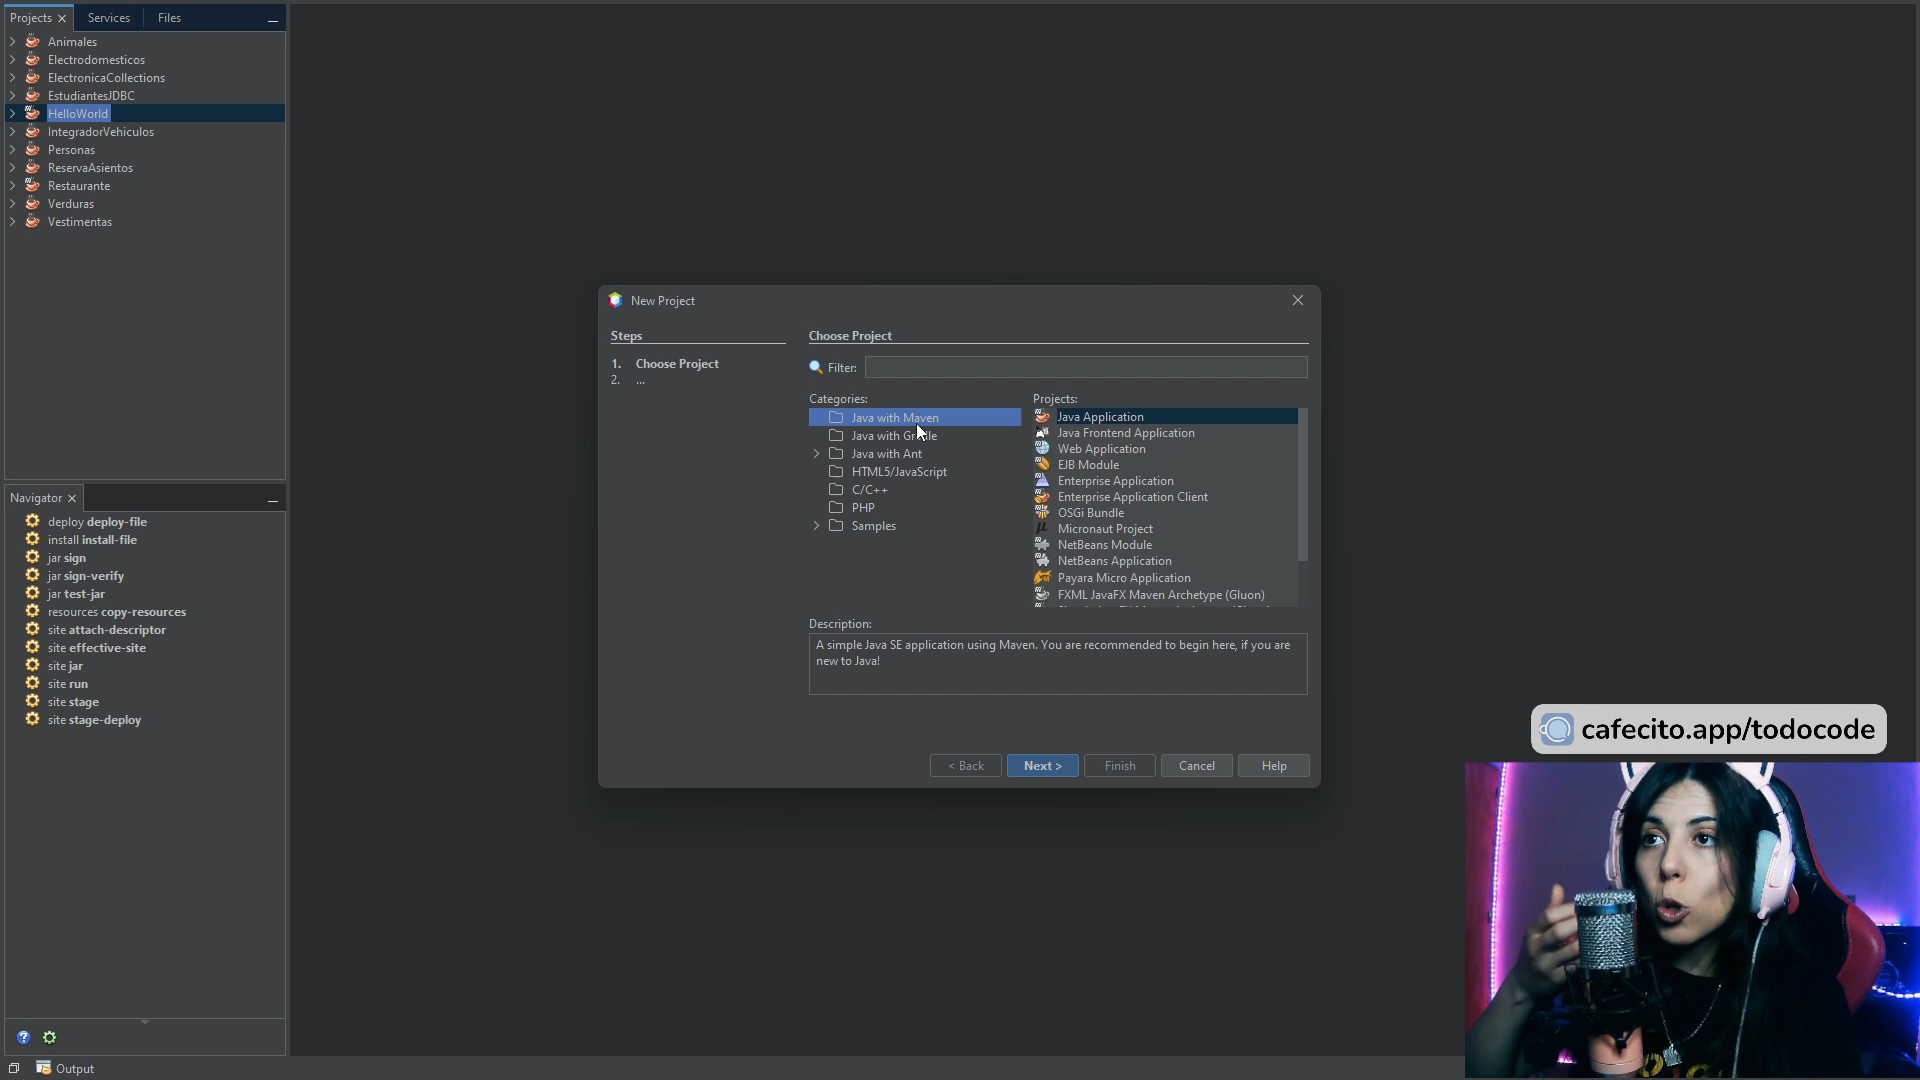 Projects
Services
Files
Animales
Electrodomesticos
ElectronicaCollections
EstudiantesJDBC
HelloWorld
IntegradorVehiculos
Personas
ReservaAsientos
Restaurante
Verduras
Vestimentas
Navigator
deploy deploy-file
install install-file
jar sign
jar sign-verify
jar test-jar
resources copy-resources
site attach-descriptor
site effective-site
site jar
site run
site stage
site stage-deploy
Output
New Project
Steps
1. Choose Project
2. ...
Choose Project
Filter:
Categories:
Java with Maven
Java with Gradle
Java with Ant
HTML5/JavaScript
C/C++
PHP
Samples
Projects:
Java Application
Java Frontend Application
Web Application
EJB Module
Enterprise Application
Enterprise Application Client
OSGi Bundle
Micronaut Project
NetBeans Module
NetBeans Application
Payara Micro Application
FXML JavaFX Maven Archetype (Gluon)
Description:
A simple Java SE application using Maven. You are recommended to begin here, if you are
new to Java!
< Back
Next >
Finish
Cancel
Help
cafecito.app/todocode